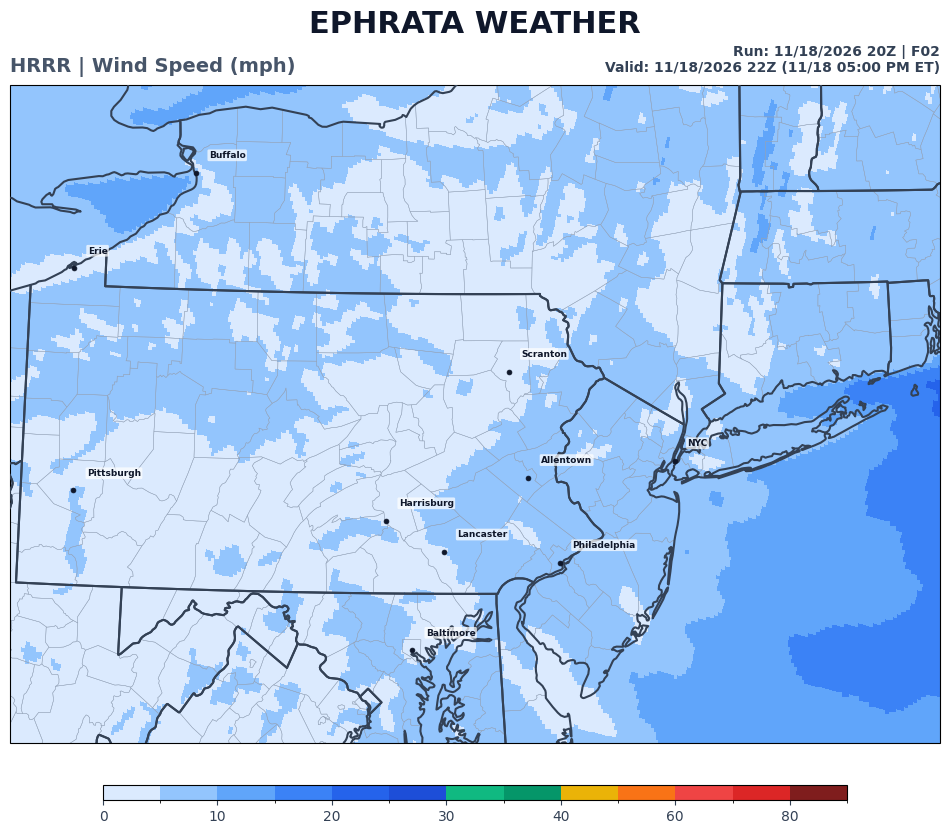 EPHRATA WEATHER
HRRR | Wind Speed (mph)
Run: 11/18/2026 20Z | F02
Valid: 11/18/2026 22Z (11/18 05:00 PM ET)
Buffalo
Erie
Scranton
NYC
Allentown
Pittsburgh
Harrisburg
Lancaster
Philadelphia
Baltimore
0 10 20 30 40 50 60 70 80